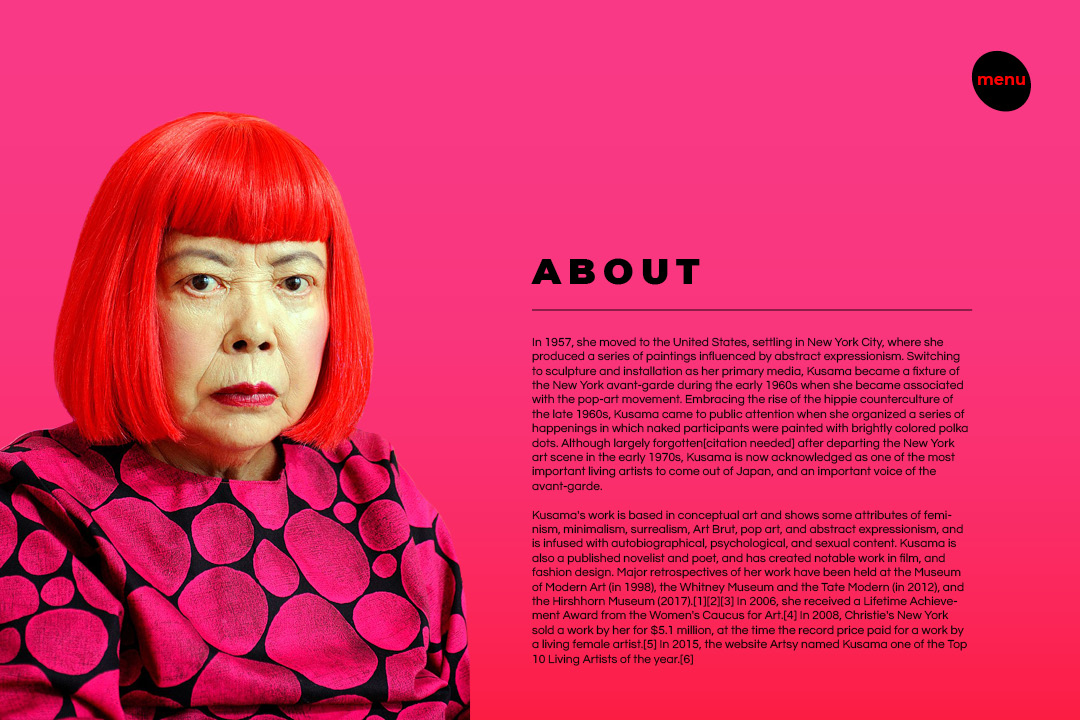 menu
ABOUT
In 1957, she moved to the United States, settling in New York City, where she
produced a series of paintings influenced by abstract expressionism. Switching
to sculpture and installation as her primary media, Kusama became a fixture of
the New York avant-garde during the early 1960s when she became associated
with the pop-art movement. Embracing the rise of the hippie counterculture of
the late 1960s, Kusama came to public attention when she organized a series of
happenings in which naked participants were painted with brightly colored polka
dots. Although largely forgotten[citation needed] after departing the New York
art scene in the early 1970s, Kusama is now acknowledged as one of the most
important living artists to come out of Japan, and an important voice of the
avant-garde.
Kusama's work is based in conceptual art and shows some attributes of femi-
nism, minimalism, surrealism, Art Brut, pop art, and abstract expressionism, and
is infused with autobiographical, psychological, and sexual content. Kusama is
also a published novelist and poet, and has created notable work in film, and
fashion design. Major retrospectives of her work have been held at the Museum
of Modern Art (in 1998), the Whitney Museum and the Tate Modern (in 2012), and
the Hirshhorn Museum (2017).[1][2][3] In 2006, she received a Lifetime Achieve-
ment Award from the Women's Caucus for Art.[4] In 2008, Christie's New York
sold a work by her for $5.1 million, at the time the record price paid for a work by
a living female artist.[5] In 2015, the website Artsy named Kusama one of the Top
10 Living Artists of the year.[6]